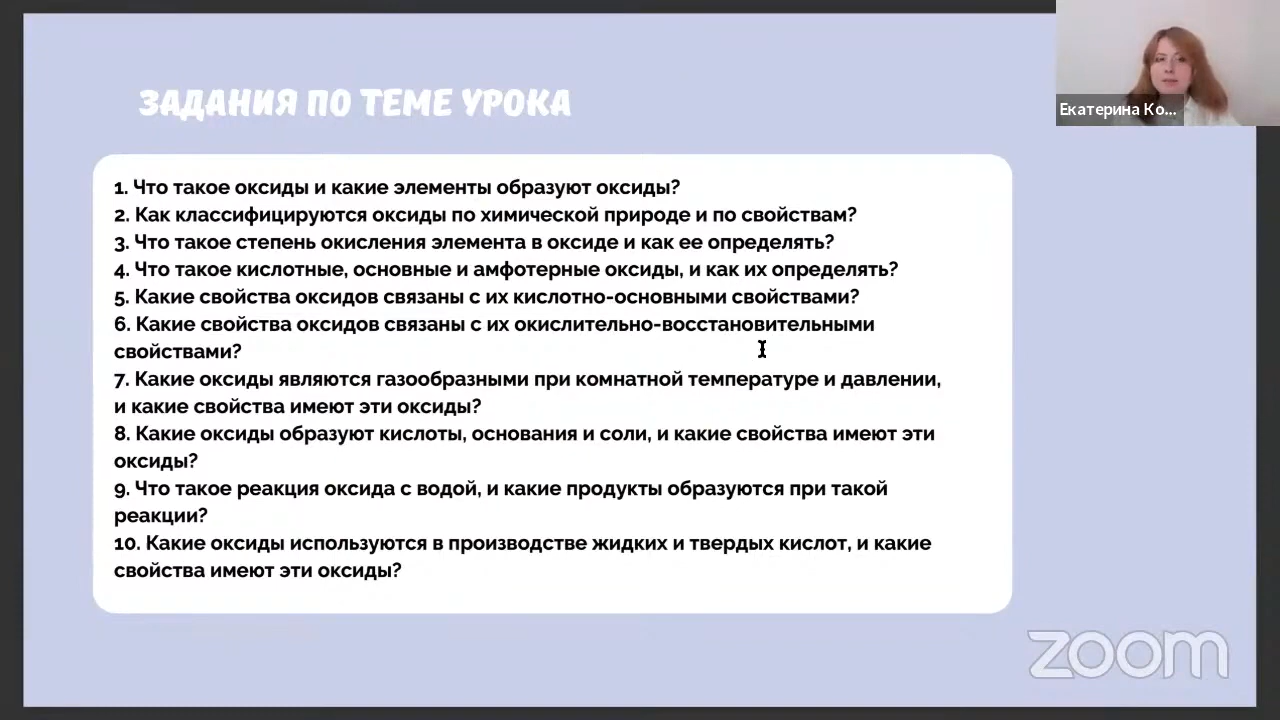 ЗАДАНИЯ ПО ТЕМЕ УРОКА
Екатерина Ко...
1. Что такое оксиды и какие элементы образуют оксиды?
2. Как классифицируются оксиды по химической природе и по свойствам?
3. Что такое степень окисления элемента в оксиде и как ее определять?
4. Что такое кислотные, основные и амфотерные оксиды, и как их определять?
5. Какие свойства оксидов связаны с их кислотно-основными свойствами?
6. Какие свойства оксидов связаны с их окислительно-восстановительными
свойствами?
7. Какие оксиды являются газообразными при комнатной температуре и давлении,
и какие свойства имеют эти оксиды?
8. Какие оксиды образуют кислоты, основания и соли, и какие свойства имеют эти
оксиды?
9. Что такое реакция оксида с водой, и какие продукты образуются при такой
реакции?
10. Какие оксиды используются в производстве жидких и твердых кислот, и какие
свойства имеют эти оксиды?
zoom